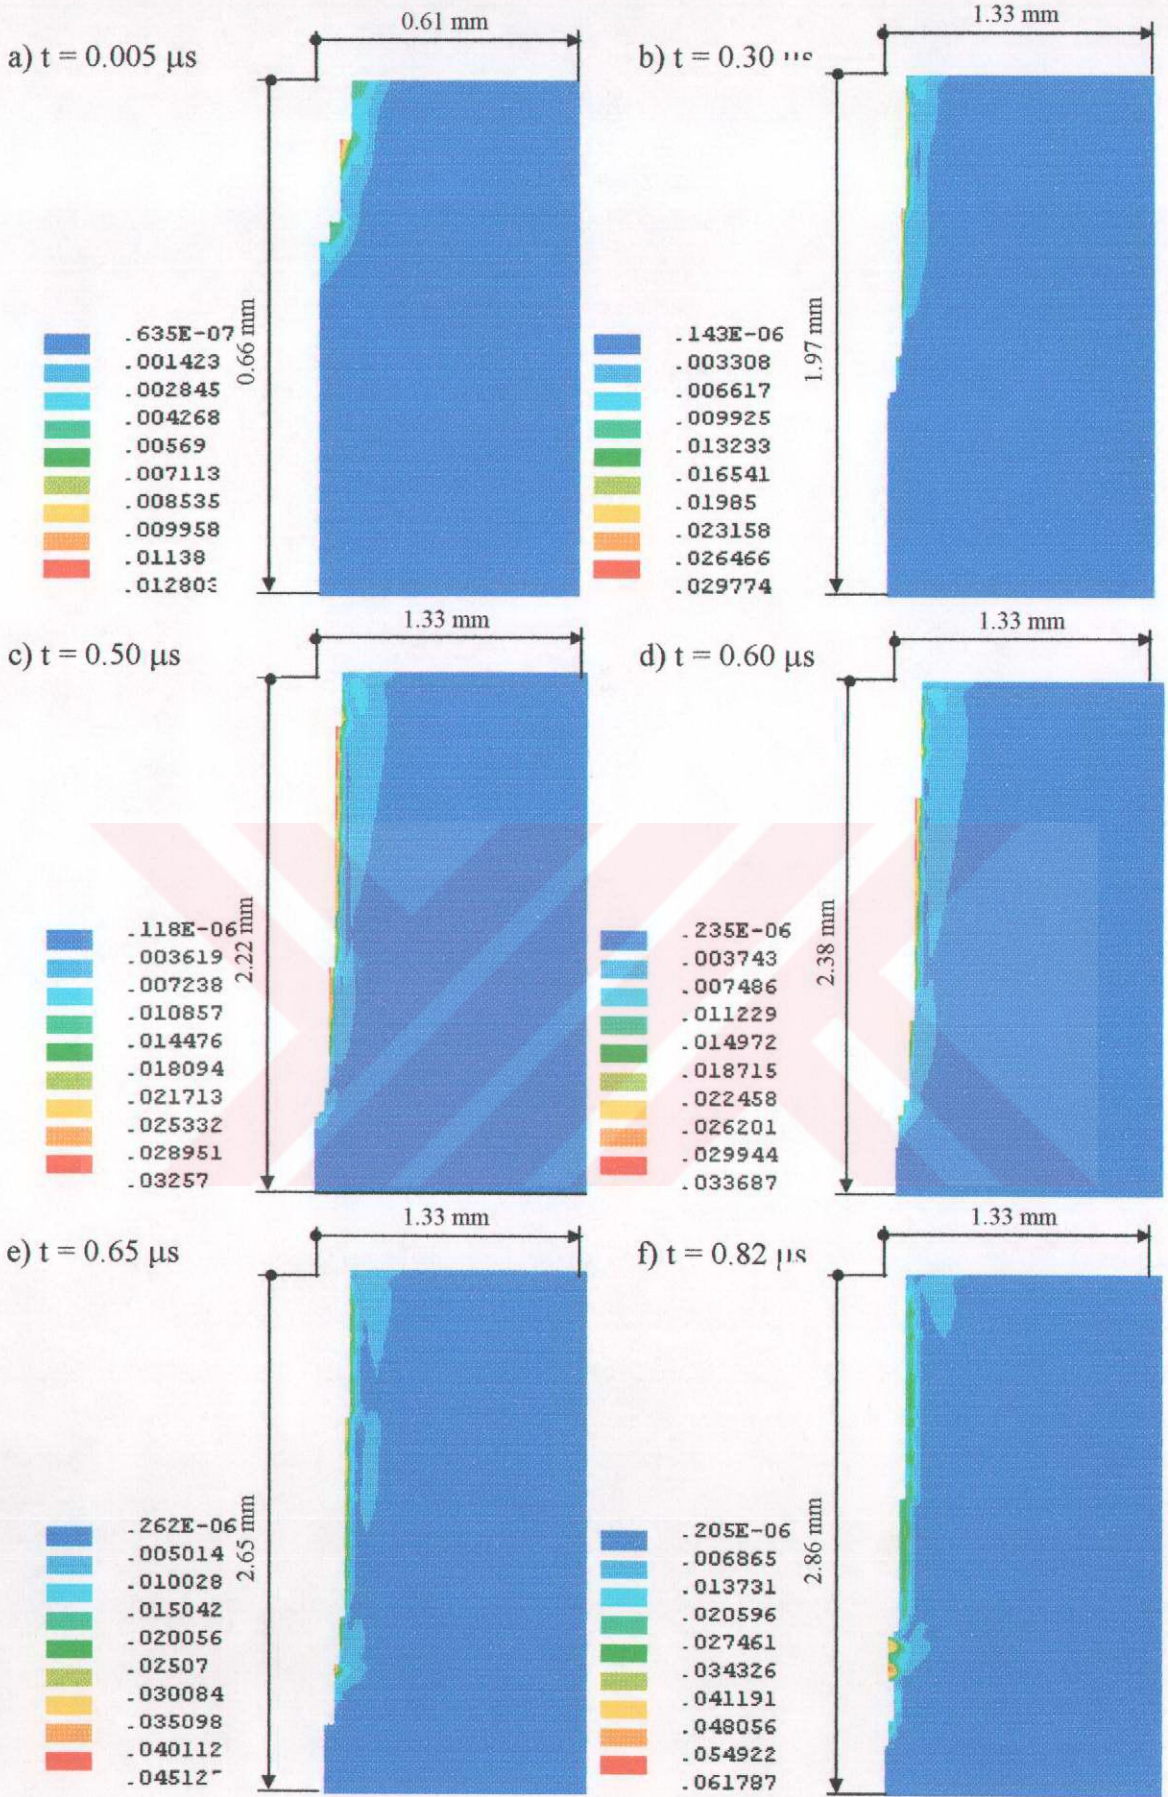 a) t = 0.005 μs
0.61 mm
0.66 mm
.635E-07
.001423
.002845
.004268
.00569
.007113
.008535
.009958
.01138
.012803
b) t = 0.30
1.33 mm
1.97 mm
.143E-06
.003308
.006617
.009925
.013233
.016541
.01985
.023158
.026466
.029774
c) t = 0.50 μs
1.33 mm
2.22 mm
.118E-06
.003619
.007238
.010857
.014476
.018094
.021713
.025332
.028951
.03257
d) t = 0.60 μs
1.33 mm
2.38 mm
.235E-06
.003743
.007486
.011229
.014972
.018715
.022458
.026201
.029944
.033687
e) t = 0.65 μs
1.33 mm
2.65 mm
.262E-06
.005014
.010028
.015042
.020056
.02507
.030084
.035098
.040112
f) t = 0.82 μs
1.33 mm
2.86 mm
.205E-06
.006865
.013731
.020596
.027461
.034326
.041191
.048056
.054922
.061787